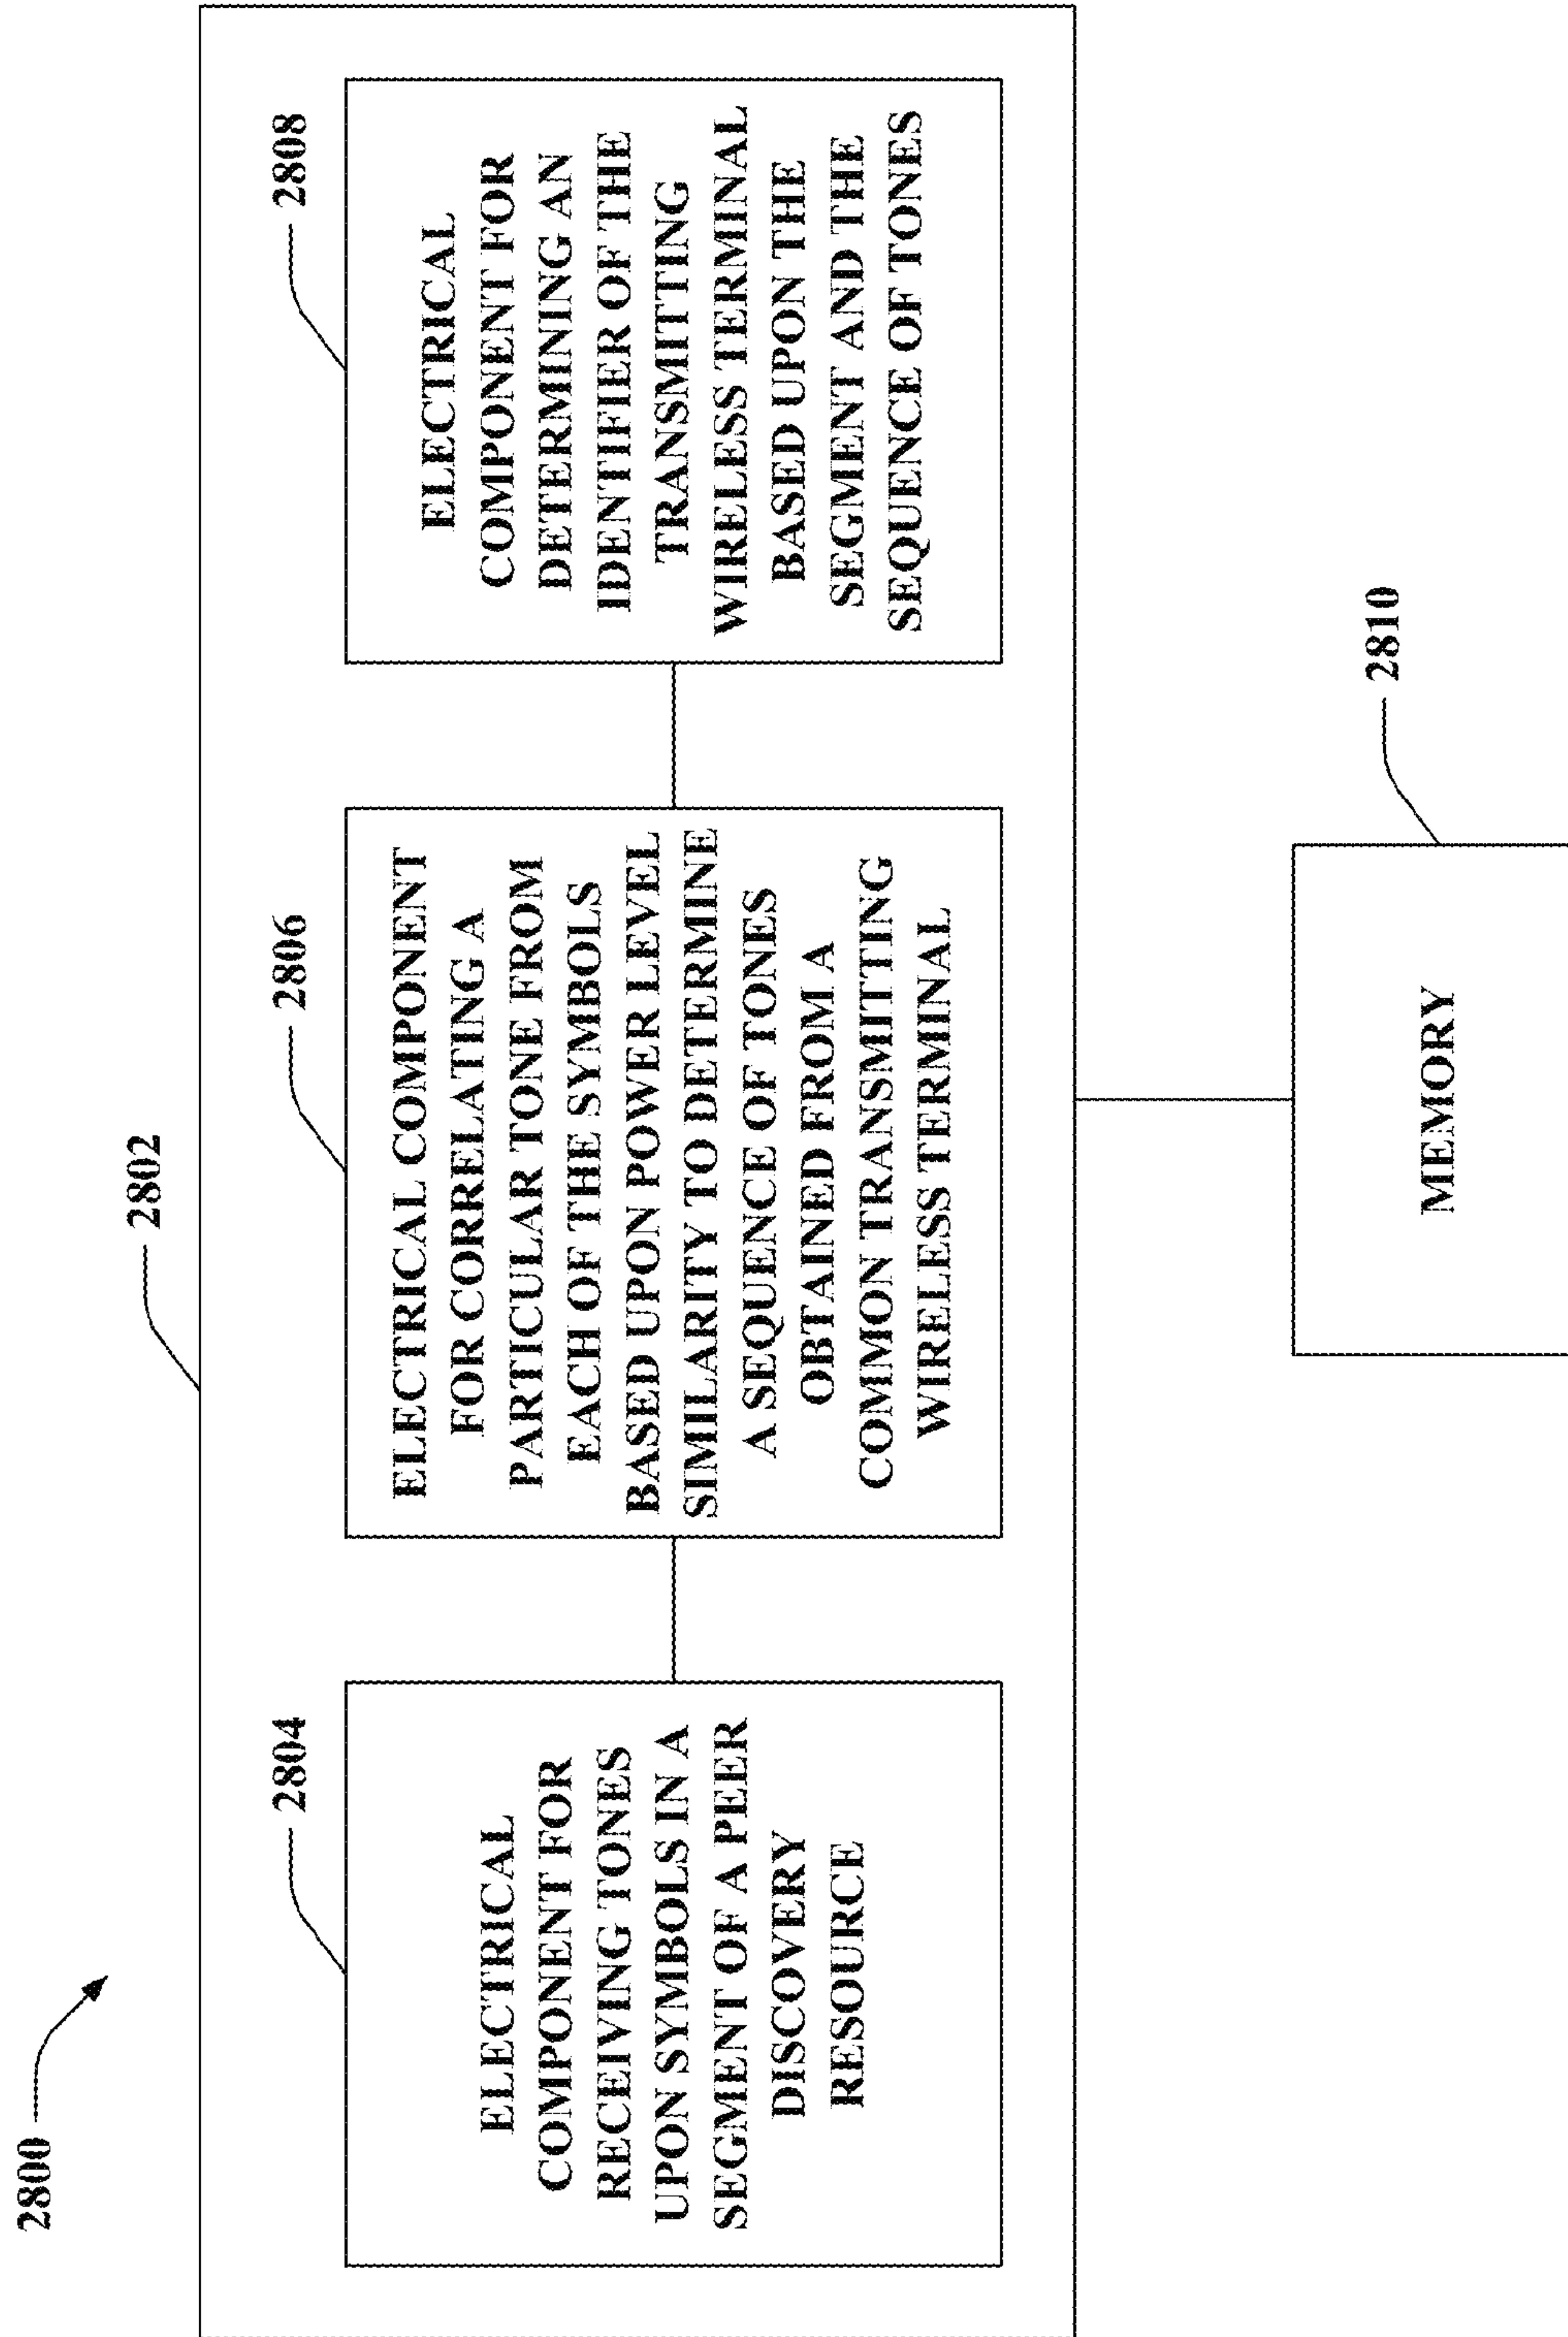 2800
2802
2804
ELECTRICAL
COMPONENT FOR
RECEIVING TONES
UPON SYMBOLS IN A
SEGMENT OF A PEER
DISCOVERY
RESOURCE
2806
ELECTRICAL COMPONENT
FOR CORRELATING A
PARTICULAR TONE FROM
EACH OF THE SYMBOLS
BASED UPON POWER LEVEL
SIMILARITY TO DETERMINE
A SEQUENCE OF TONES
OBTAINED FROM A
COMMON TRANSMITTING
WIRELESS TERMINAL
2808
ELECTRICAL
COMPONENT FOR
DETERMINING AN
IDENTIFIER OF THE
TRANSMITTING
WIRELESS TERMINAL
BASED UPON THE
SEGMENT AND THE
SEQUENCE OF TONES
2810
MEMORY